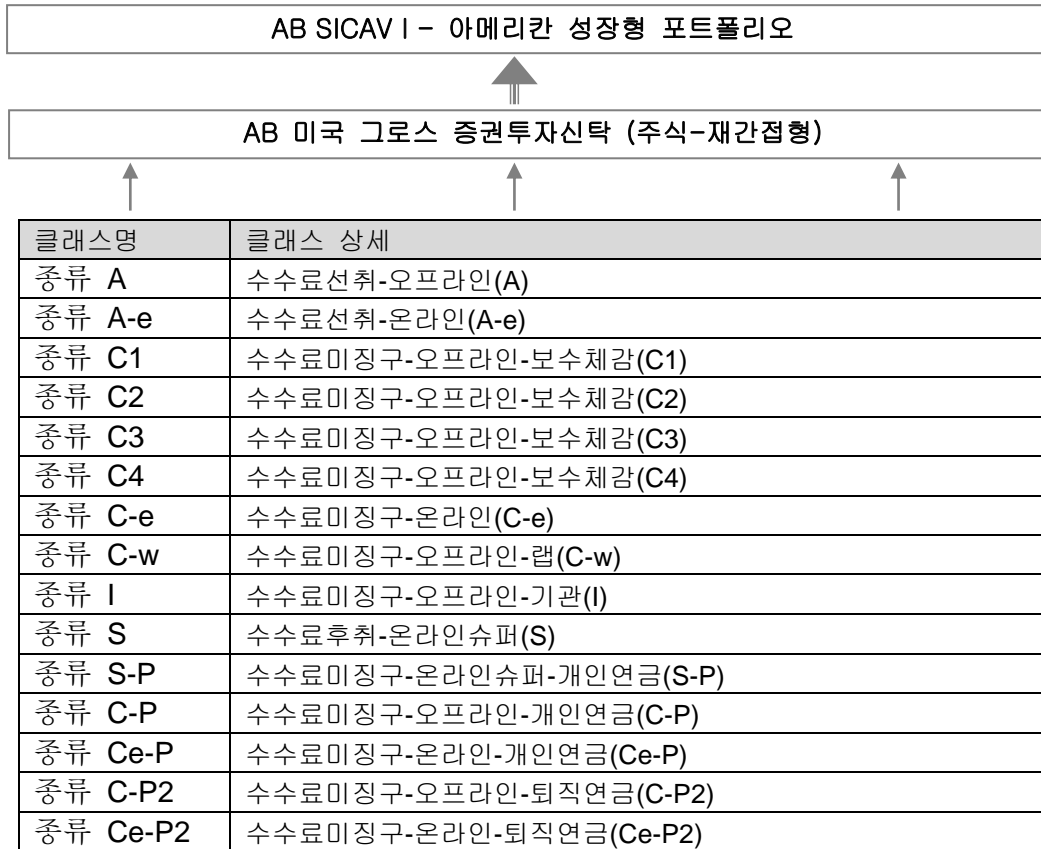 AB SICAV I – 아메리칸 성장형 포트폴리오
AB 미국 그로스 증권투자신탁 (주식-재간접형)
클래스명 클래스 상세
종류 A 수수료선취-오프라인(A)
종류 A-e 수수료선취-온라인(A-e)
종류 C1 수수료미징구-오프라인-보수체감(C1)
종류 C2 수수료미징구-오프라인-보수체감(C2)
종류 C3 수수료미징구-오프라인-보수체감(C3)
종류 C4 수수료미징구-오프라인-보수체감(C4)
종류 C-e 수수료미징구-온라인(C-e)
종류 C-w 수수료미징구-오프라인-랩(C-w)
종류 I 수수료미징구-오프라인-기관(I)
종류 S 수수료후취-온라인슈퍼(S)
종류 S-P 수수료미징구-온라인슈퍼-개인연금(S-P)
종류 C-P 수수료미징구-오프라인-개인연금(C-P)
종류 Ce-P 수수료미징구-온라인-개인연금(Ce-P)
종류 C-P2 수수료미징구-오프라인-퇴직연금(C-P2)
종류 Ce-P2 수수료미징구-온라인-퇴직연금(Ce-P2)